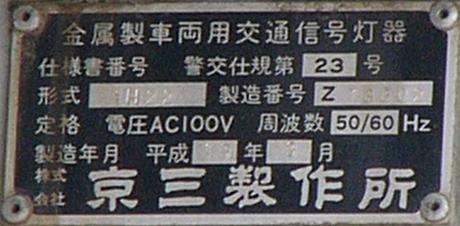 金属製車両用交通信号灯器
仕様書番号 警交仕規第 23 号
形式 製造番号 Z
定格 電圧AC100V 周波数 50/60 Hz
製造年月 平成 年 月
株式会社 京三製作所